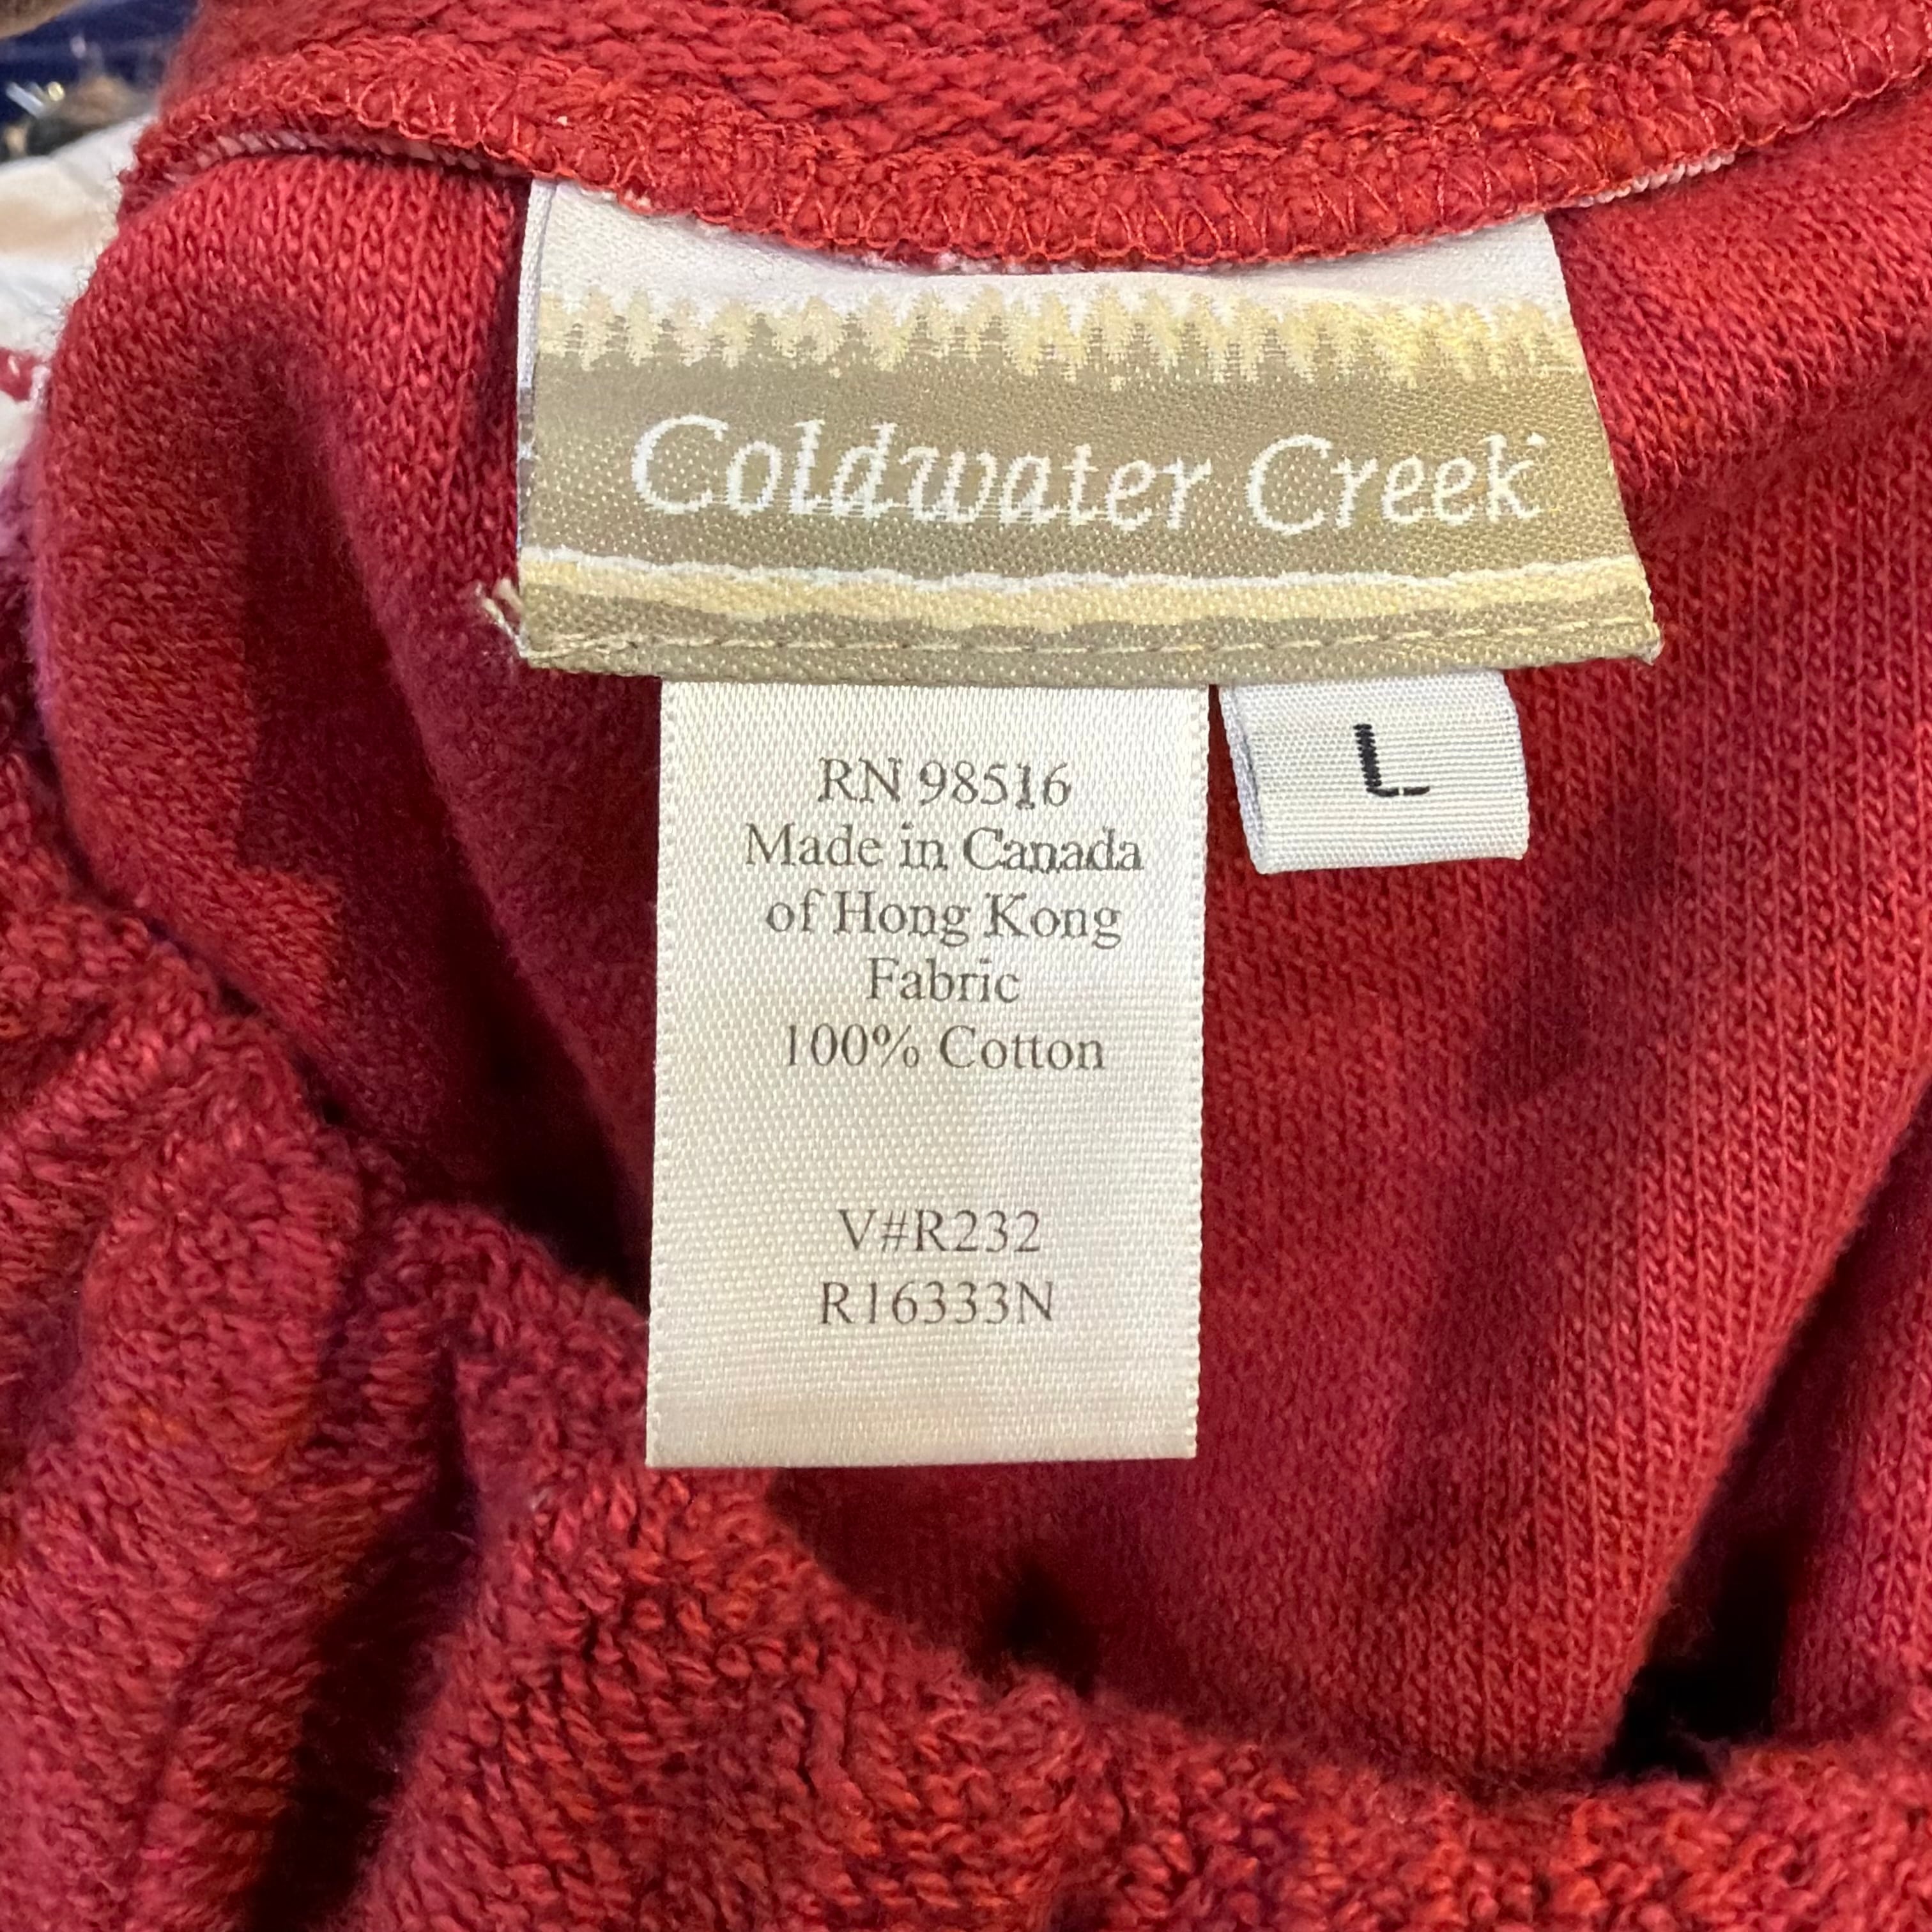 Coldwater Creek
L
RN 98516
Made in Canada
of Hong Kong
Fabric
100% Cotton
V#R232
R16333N